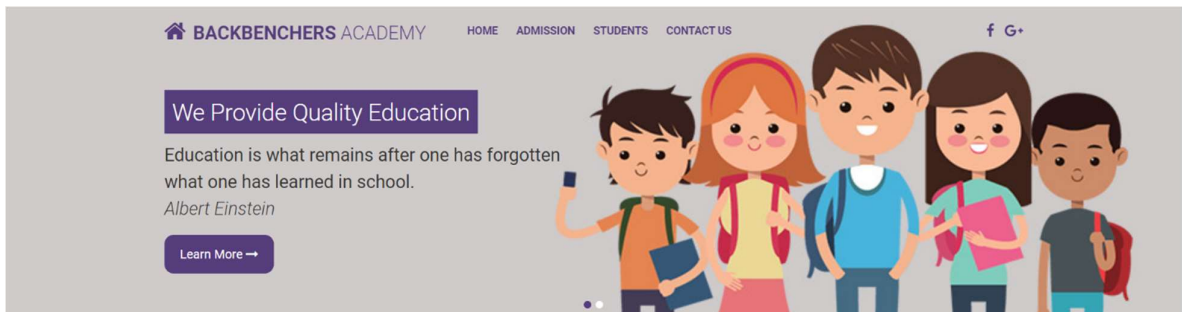 BACKBENCHERS ACADEMY
HOME ADMISSION STUDENTS CONTACT US
f G+
We Provide Quality Education
Education is what remains after one has forgotten
what one has learned in school.
Albert Einstein
Learn More →